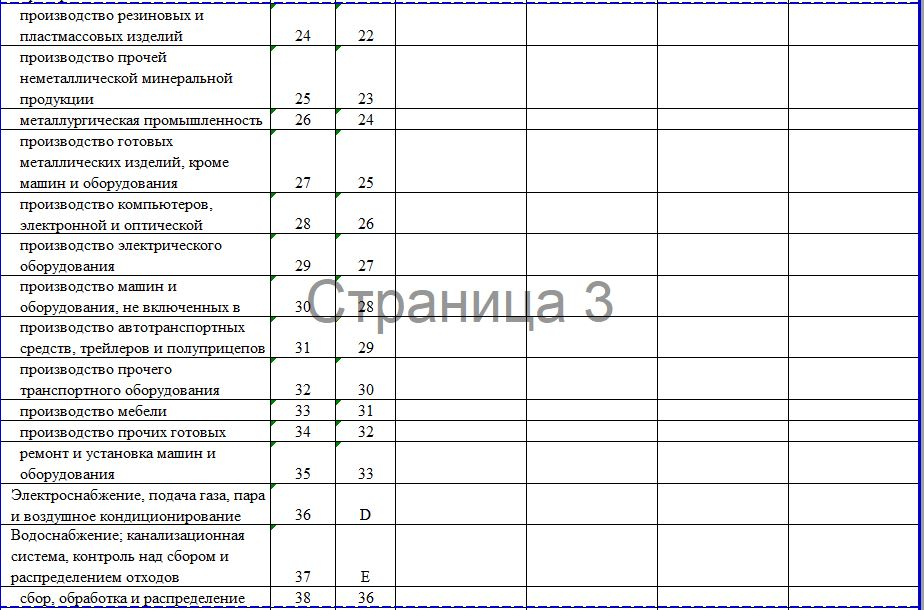 производство резиновых и
пластмассовых изделий 24 22
производство прочей
неметаллической минеральной
продукции 25 23
металлургическая промышленность 26 24
производство готовых
металлических изделий, кроме
машин и оборудования 27 25
производство компьютеров,
электронной и оптической 28 26
производство электрического
оборудования 29 27
производство машин и
оборудования, не включенных в 30 28
Страница 3
производство автотранспортных
средств, трейлеров и полуприцепов 31 29
производство прочего
транспортного оборудования 32 30
производство мебели 33 31
производство прочих готовых 34 32
ремонт и установка машин и
оборудования 35 33
Электроснабжение, подача газа, пара
и воздушное кондиционирование 36 D
Водоснабжение; канализационная
система, контроль над сбором и
распределением отходов 37 E
сбор, обработка и распределение 38 36